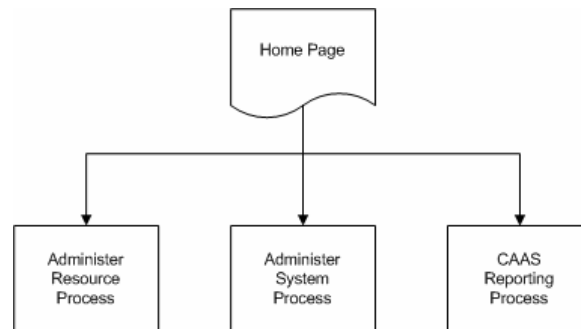 Home Page
Administer
Resource
Process
Administer
System
Process
CAAS
Reporting
Process